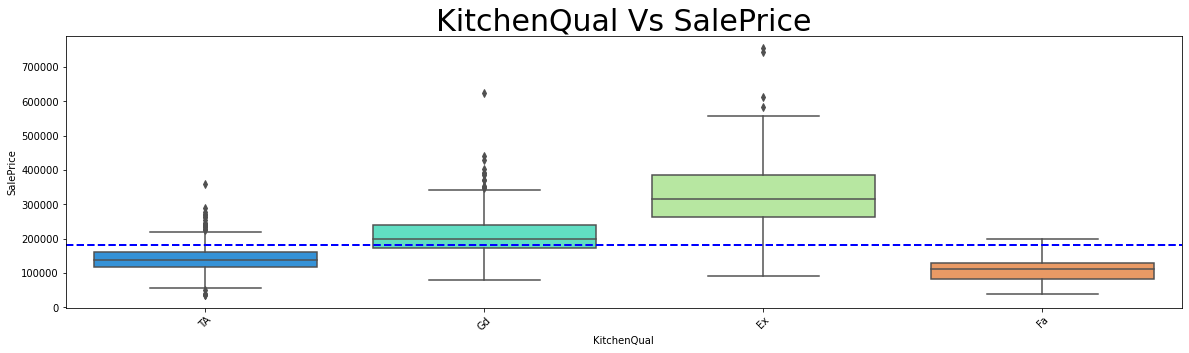 KitchenQual Vs SalePrice
SalePrice
700000
600000
500000
400000
300000
200000
100000
0
TA
Gd
Ex
Fa
KitchenQual